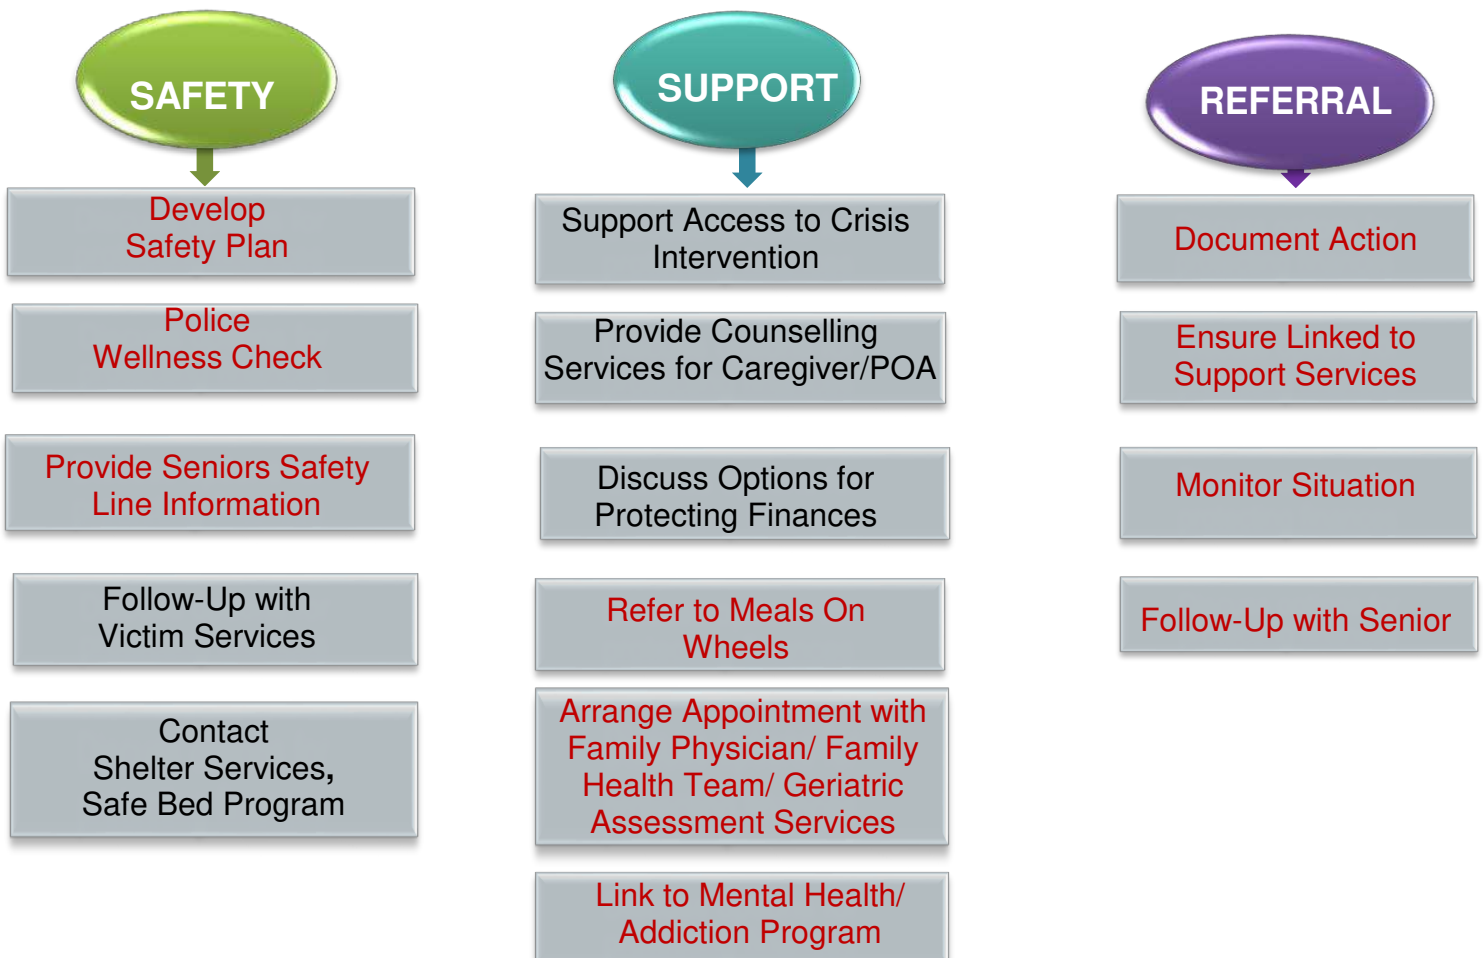 SAFETY
Develop
Safety Plan
Police
Wellness Check
Provide Seniors Safety
Line Information
Follow-Up with
Victim Services
Contact
Shelter Services,
Safe Bed Program
SUPPORT
Support Access to Crisis
Intervention
Provide Counselling
Services for Caregiver/POA
Discuss Options for
Protecting Finances
Refer to Meals On
Wheels
Arrange Appointment with
Family Physician/ Family
Health Team/ Geriatric
Assessment Services
Link to Mental Health/
Addiction Program
REFERRAL
Document Action
Ensure Linked to
Support Services
Monitor Situation
Follow-Up with Senior